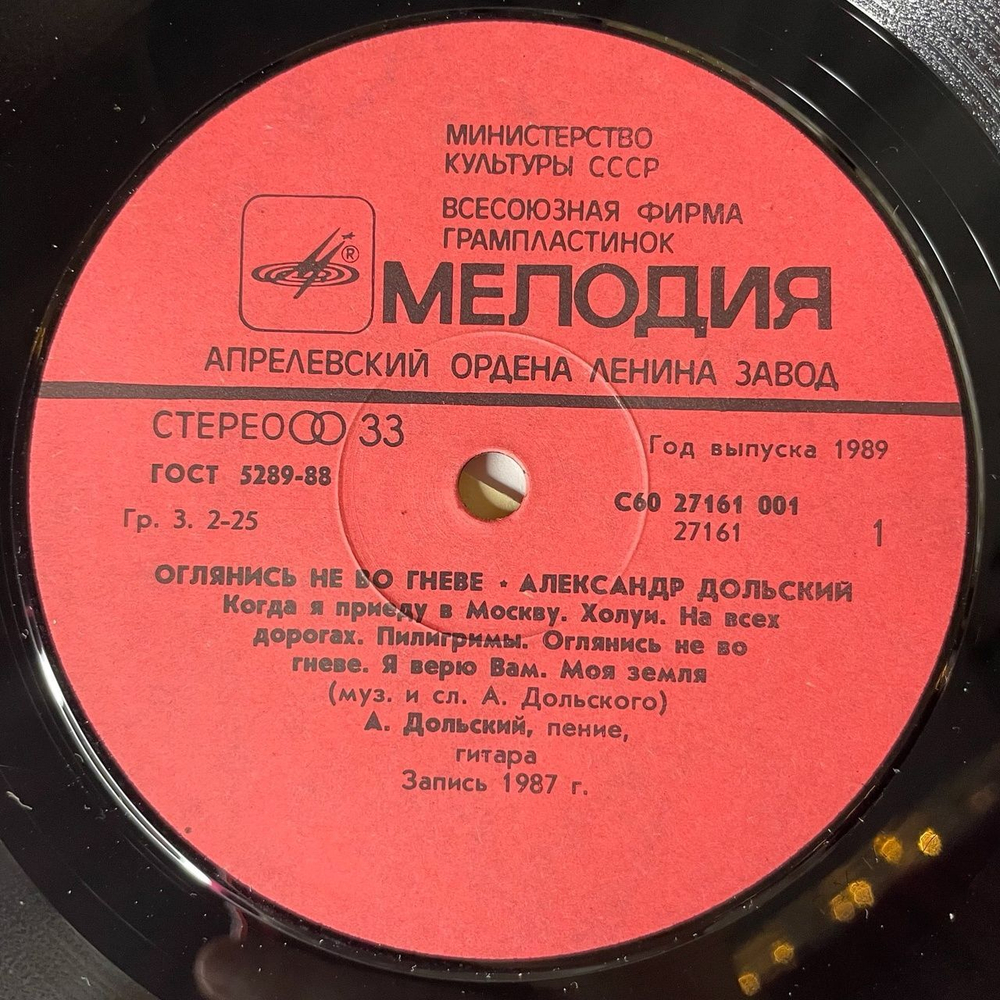 МИНИСТЕРСТВО
КУЛЬТУРЫ СССР
ВСЕСОЮЗНАЯ ФИРМА
ГРАМПЛАСТИНОК
®
МЕЛОДИЯ
АПРЕЛЕВСКИЙ ОРДЕНА ЛЕНИНА ЗАВОД
СТЕРЕО 33
Год выпуска 1989
ГОСТ 5289-88
С60 27161 001
Гр. 3. 2-25
27161
1
ОГЛЯНИСЬ НЕ ВО ГНЕВЕ • АЛЕКСАНДР ДОЛЬСКИЙ
Когда я приеду в Москву. Холуи. На всех
дорогах. Пилигримы. Оглянись не во
гневе. Я верю Вам. Моя земля
(муз. и сл. А. Дольского)
А. Дольский, пение,
гитара
Запись 1987 г.